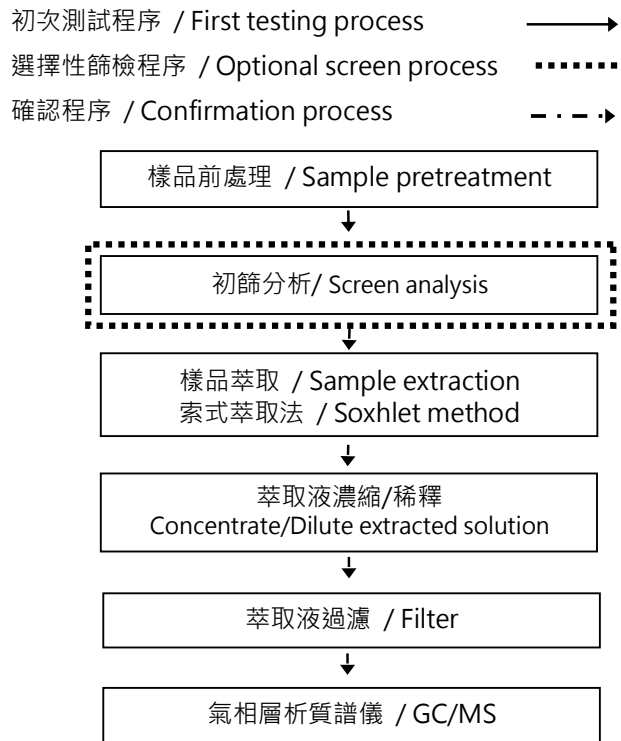 初次測試程序 / First testing process
選擇性篩檢程序 / Optional screen process
確認程序 / Confirmation process
樣品前處理 / Sample pretreatment
初篩分析/ Screen analysis
樣品萃取 / Sample extraction
索式萃取法 / Soxhlet method
萃取液濃縮/稀釋
Concentrate/Dilute extracted solution
萃取液過濾 / Filter
氣相層析質譜儀 / GC/MS